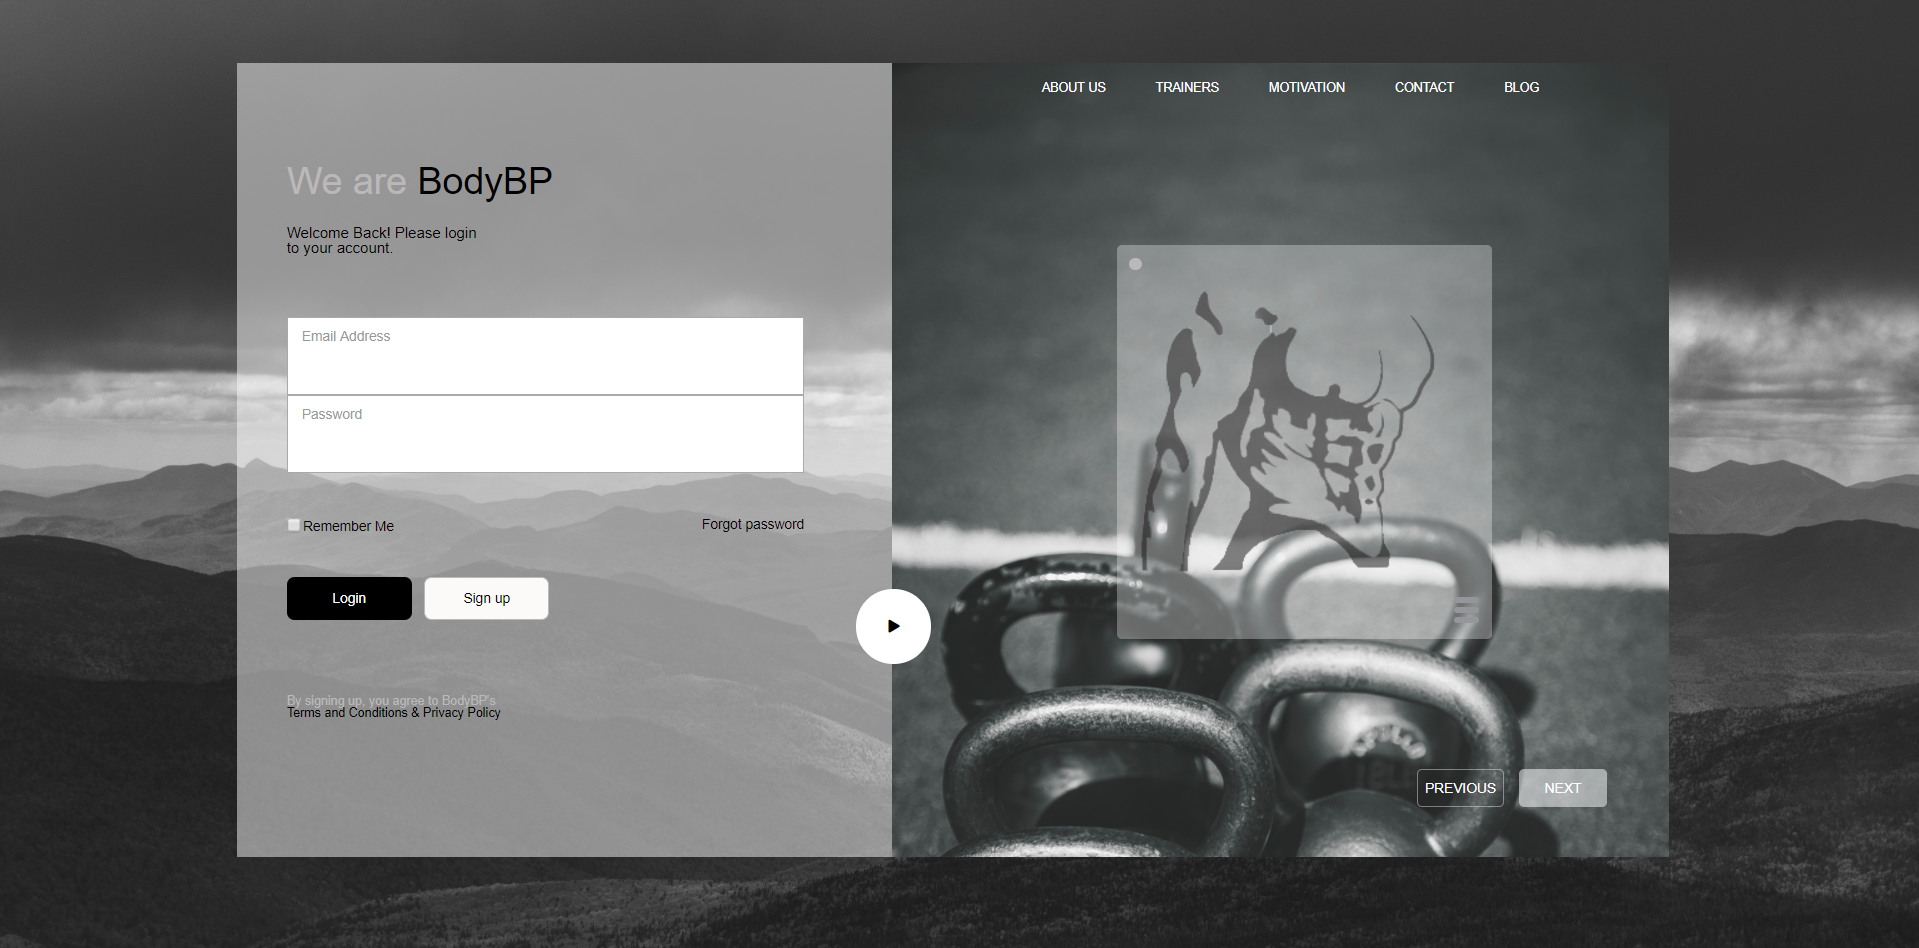 ABOUT US TRAINERS MOTIVATION CONTACT BLOG
We are BodyBP
Welcome Back! Please login
to your account.
Email Address
Password
Remember Me Forgot password
Login Sign up
By signing up, you agree to BodyBP's
Terms and Conditions & Privacy Policy
PREVIOUS NEXT